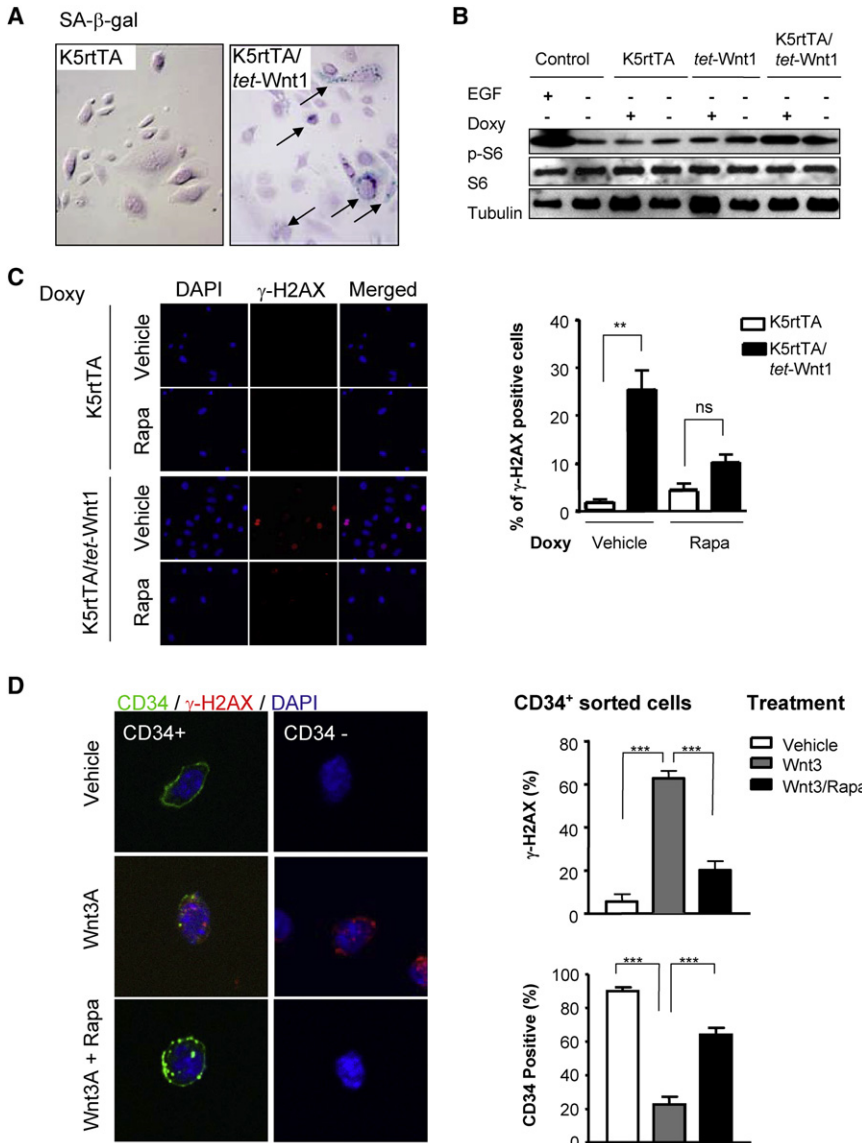 A
SA-β-gal
K5rtTA
K5rtTA/
tet-Wnt1
B
Control K5rtTA tet-Wnt1 K5rtTA/
tet-Wnt1
EGF + - - - - - - -
Doxy - - + - + - + -
p-S6
S6
Tubulin
C
Doxy DAPI γ-H2AX Merged
K5rtTA
Vehicle
Rapa
K5rtTA/tet-Wnt1
Vehicle
Rapa
% of γ-H2AX positive cells
40
30
20
10
0
**
ns
K5rtTA
K5rtTA/
tet-Wnt1
Doxy Vehicle Rapa
D
CD34 / γ-H2AX / DAPI
CD34+ CD34 -
Vehicle
Wnt3A
Wnt3A + Rapa
CD34+ sorted cells Treatment
Vehicle
Wnt3
Wnt3/Rapa
γ-H2AX (%)
80
60
40
20
0
*** ***
CD34 Positive (%)
100
80
60
40
20
0
*** ***